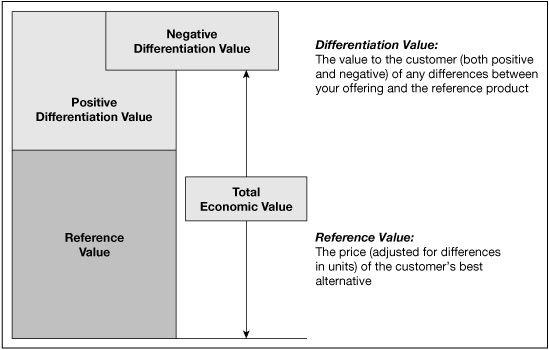 Negative
Differentiation Value
Positive
Differentiation Value
Total
Economic Value
Reference
Value
Differentiation Value:
The value to the customer (both positive
and negative) of any differences between
your offering and the reference product
Reference Value:
The price (adjusted for differences
in units) of the customer's best
alternative